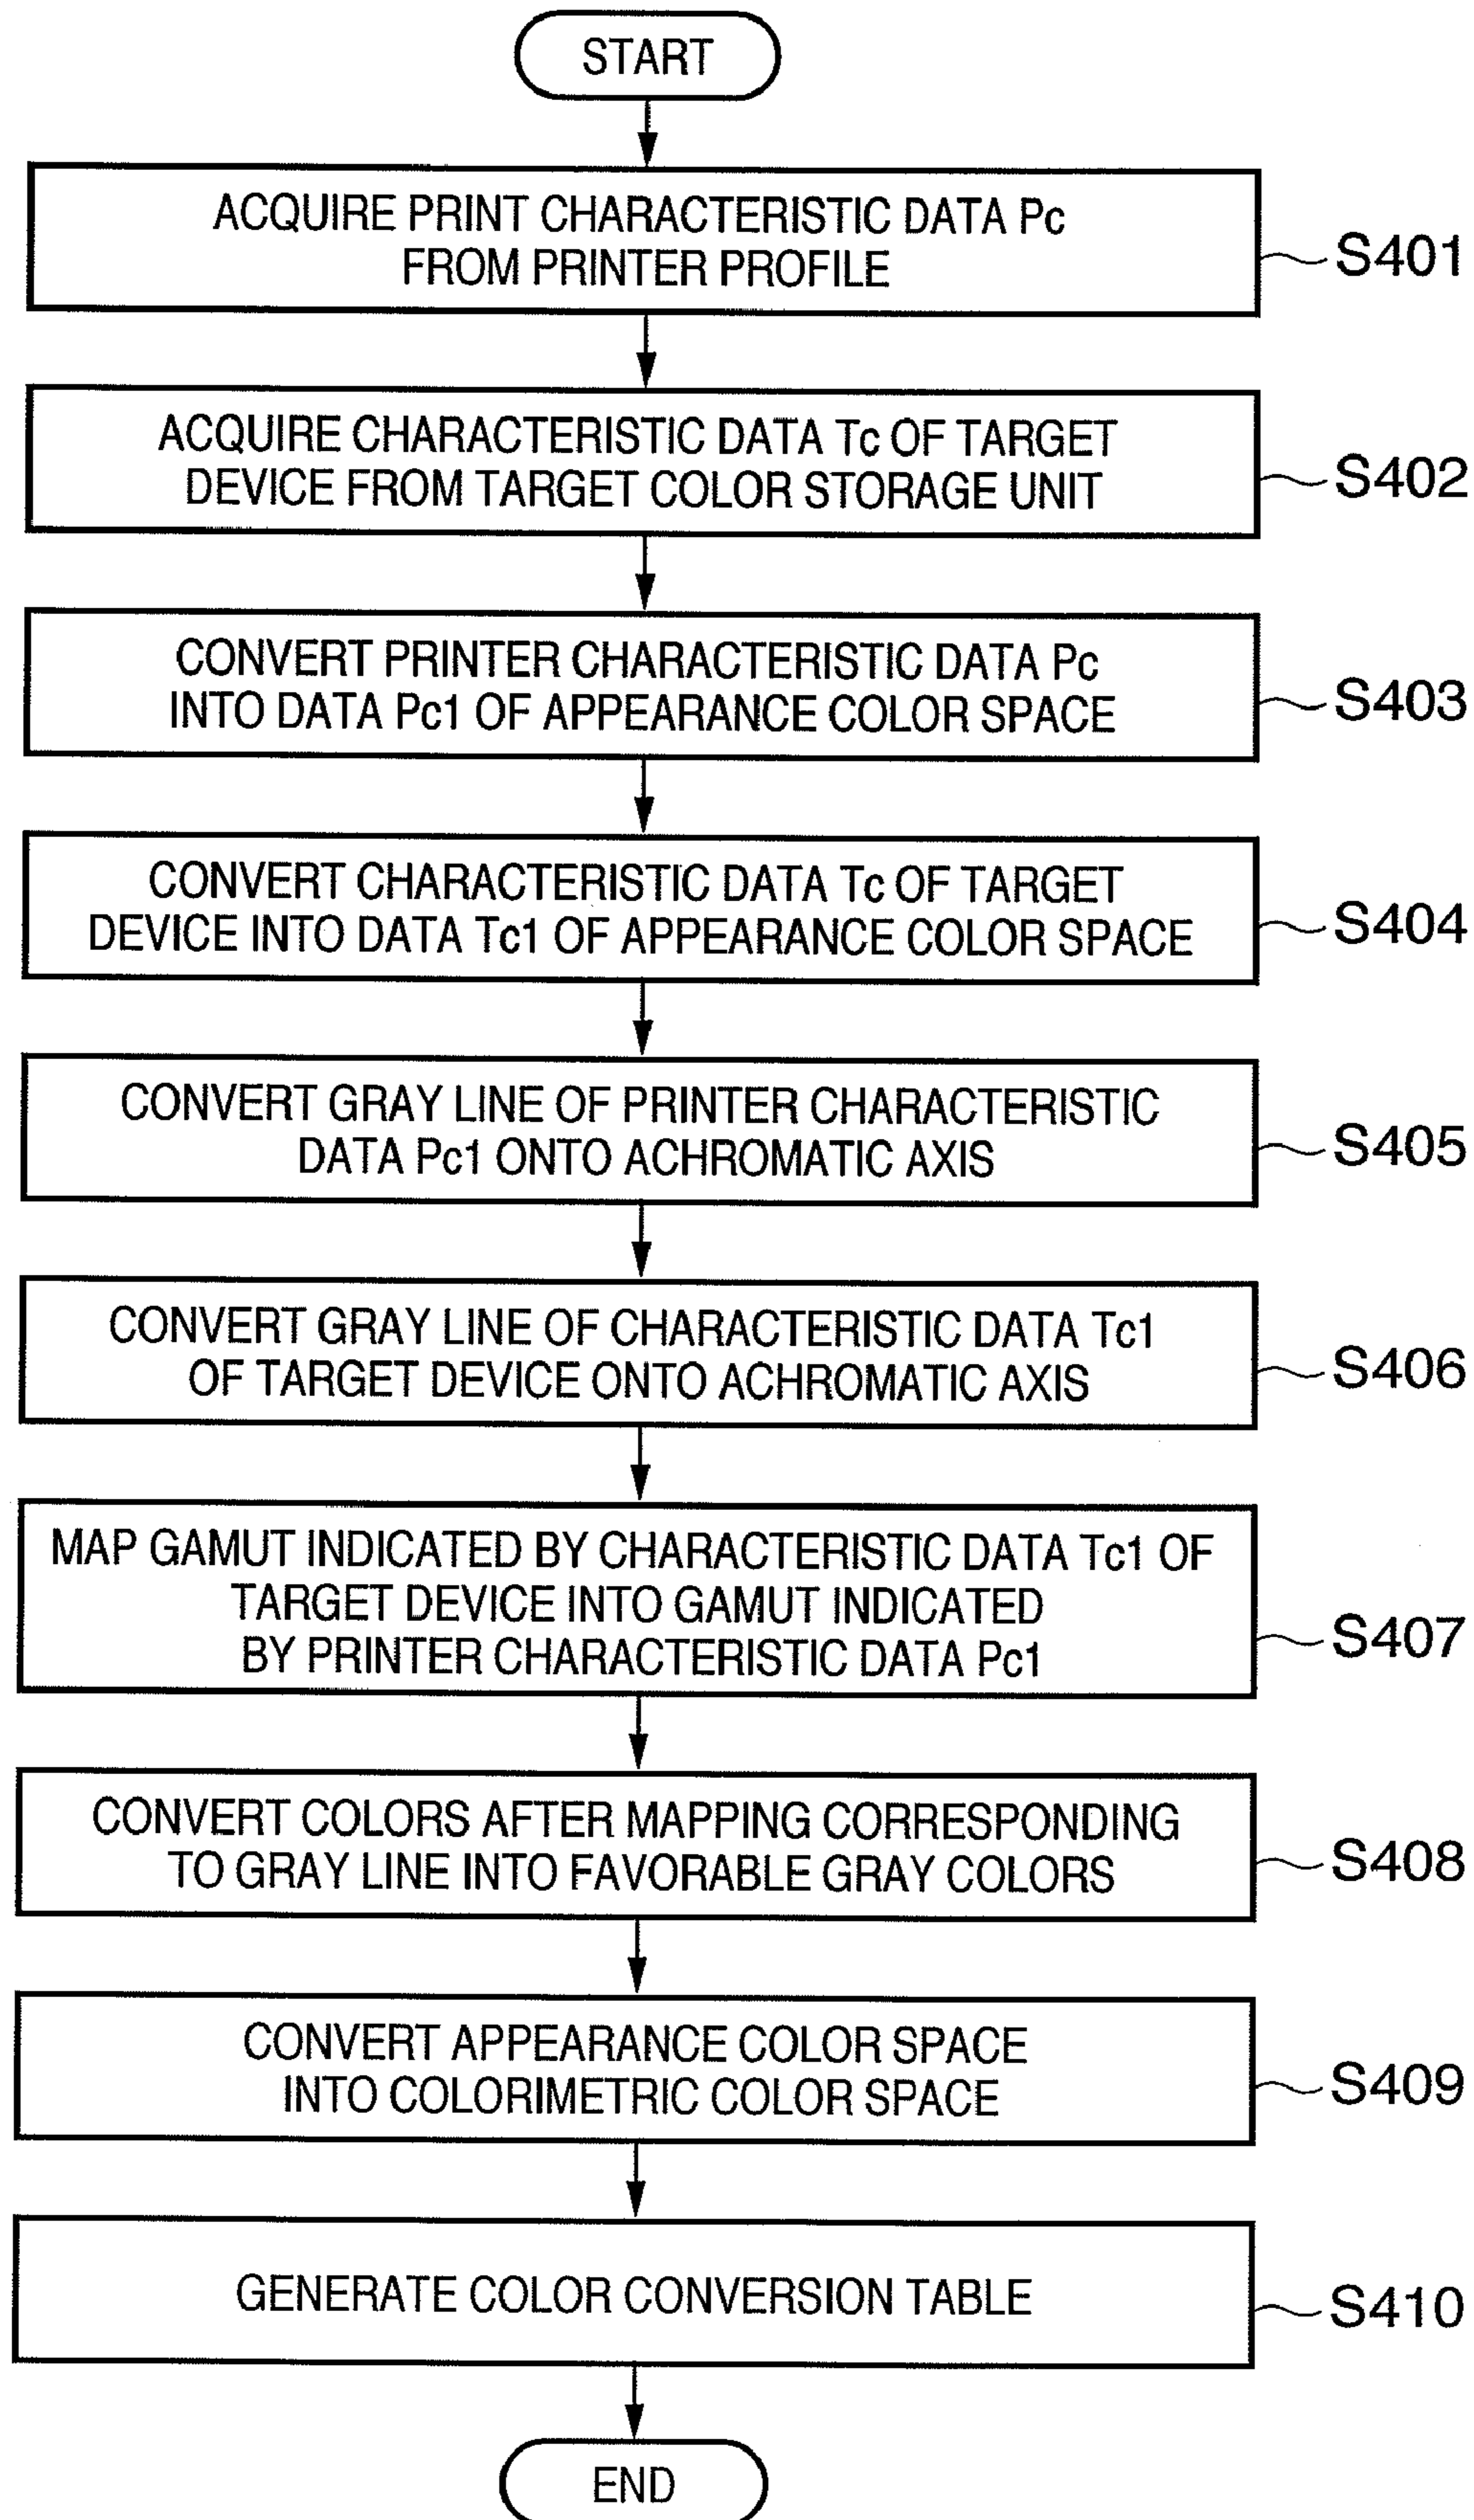 START
ACQUIRE PRINT CHARACTERISTIC DATA Pc
FROM PRINTER PROFILE
S401
ACQUIRE CHARACTERISTIC DATA Tc OF TARGET
DEVICE FROM TARGET COLOR STORAGE UNIT
S402
CONVERT PRINTER CHARACTERISTIC DATA Pc
INTO DATA Pc1 OF APPEARANCE COLOR SPACE
S403
CONVERT CHARACTERISTIC DATA Tc OF TARGET
DEVICE INTO DATA Tc1 OF APPEARANCE COLOR SPACE
S404
CONVERT GRAY LINE OF PRINTER CHARACTERISTIC
DATA Pc1 ONTO ACHROMATIC AXIS
S405
CONVERT GRAY LINE OF CHARACTERISTIC DATA Tc1
OF TARGET DEVICE ONTO ACHROMATIC AXIS
S406
MAP GAMUT INDICATED BY CHARACTERISTIC DATA Tc1 OF
TARGET DEVICE INTO GAMUT INDICATED
BY PRINTER CHARACTERISTIC DATA Pc1
S407
CONVERT COLORS AFTER MAPPING CORRESPONDING
TO GRAY LINE INTO FAVORABLE GRAY COLORS
S408
CONVERT APPEARANCE COLOR SPACE
INTO COLORIMETRIC COLOR SPACE
S409
GENERATE COLOR CONVERSION TABLE
S410
END